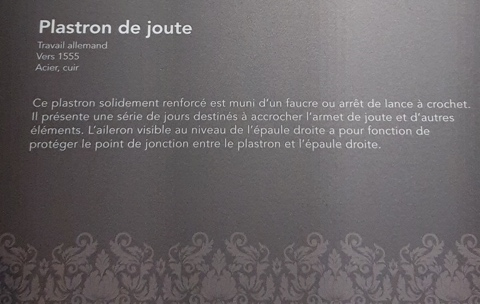 Plastron de joute
Travail allemand
Vers 1555
Acier, cuir
Ce plastron solidement renforcé est muni d'un faucre ou arrêt de lance à crochet.
Il présente une série de jours destinés à accrocher l'armet de joute et d'autres
éléments. L'aileron visible au niveau de l'épaule droite a pour fonction de
protéger le point de jonction entre le plastron et l'épaule droite.